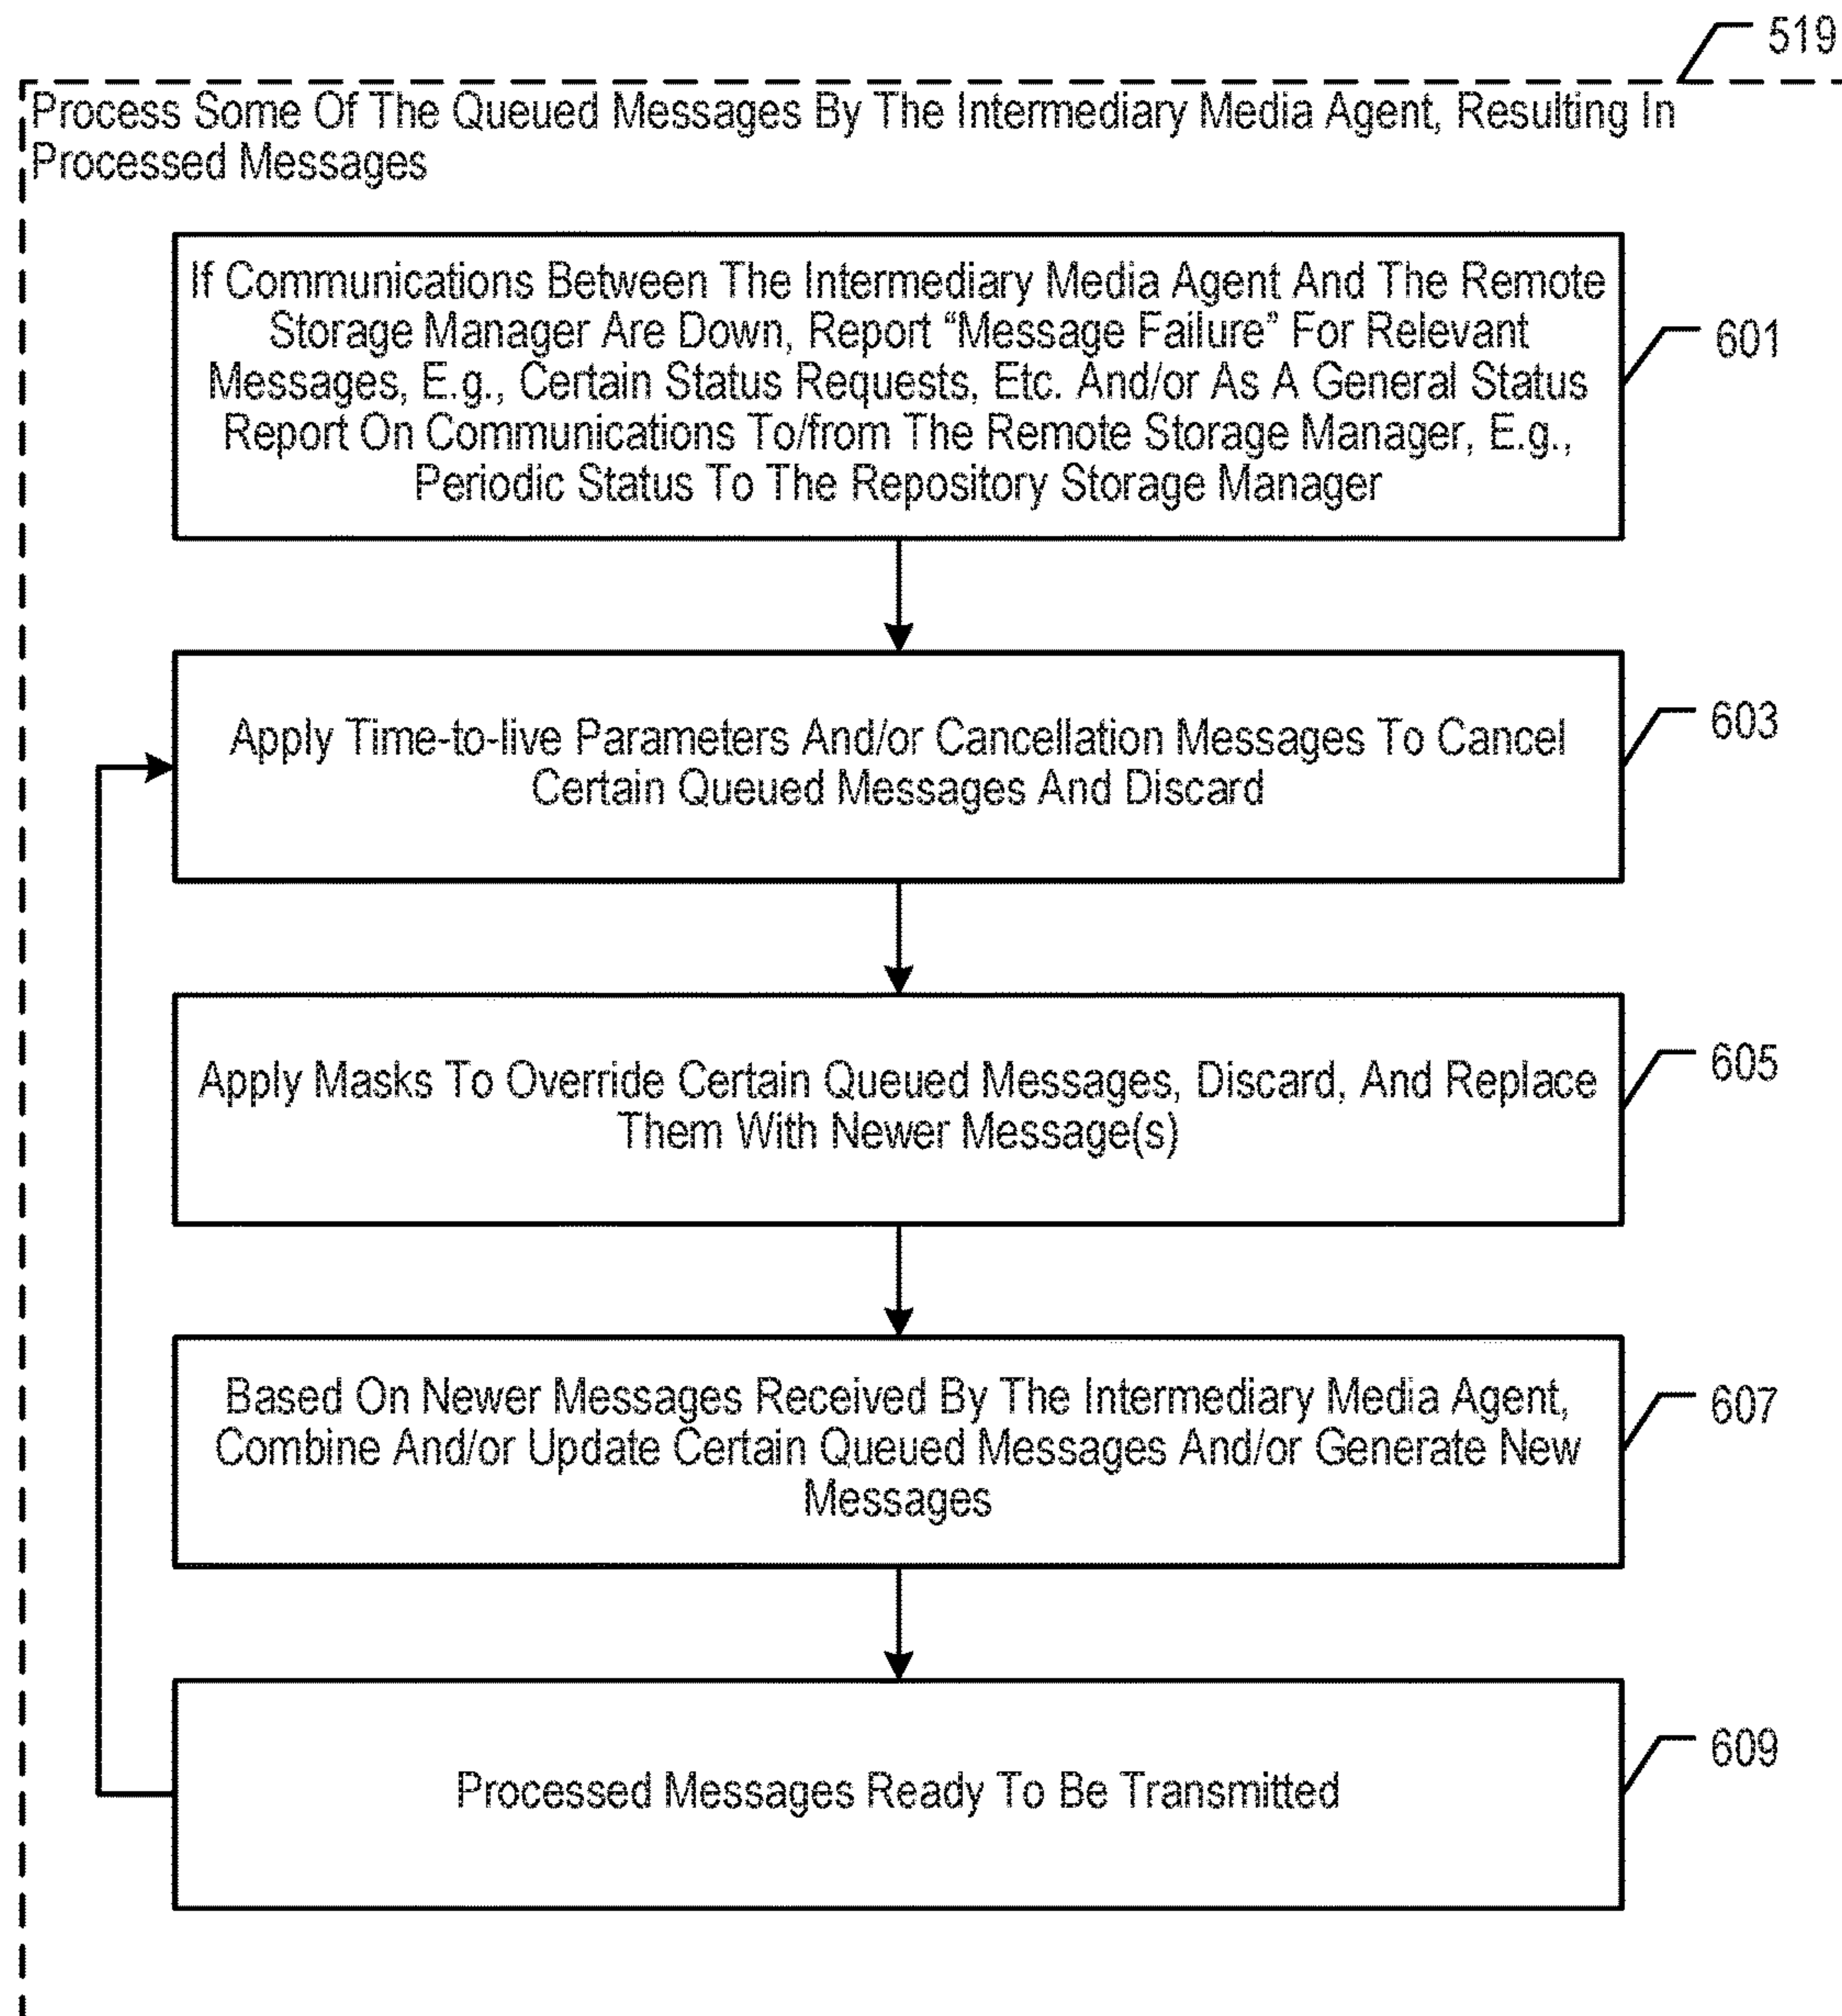 519
Process Some Of The Queued Messages By The Intermediary Media Agent, Resulting In
Processed Messages
If Communications Between The Intermediary Media Agent And The Remote
Storage Manager Are Down, Report “Message Failure” For Relevant
Messages, E.g., Certain Status Requests, Etc. And/or As A General Status
Report On Communications To/from The Remote Storage Manager, E.g.,
Periodic Status To The Repository Storage Manager
601
Apply Time-to-live Parameters And/or Cancellation Messages To Cancel
Certain Queued Messages And Discard
603
Apply Masks To Override Certain Queued Messages, Discard, And Replace
Them With Newer Message(s)
605
Based On Newer Messages Received By The Intermediary Media Agent,
Combine And/or Update Certain Queued Messages And/or Generate New
Messages
607
Processed Messages Ready To Be Transmitted
609